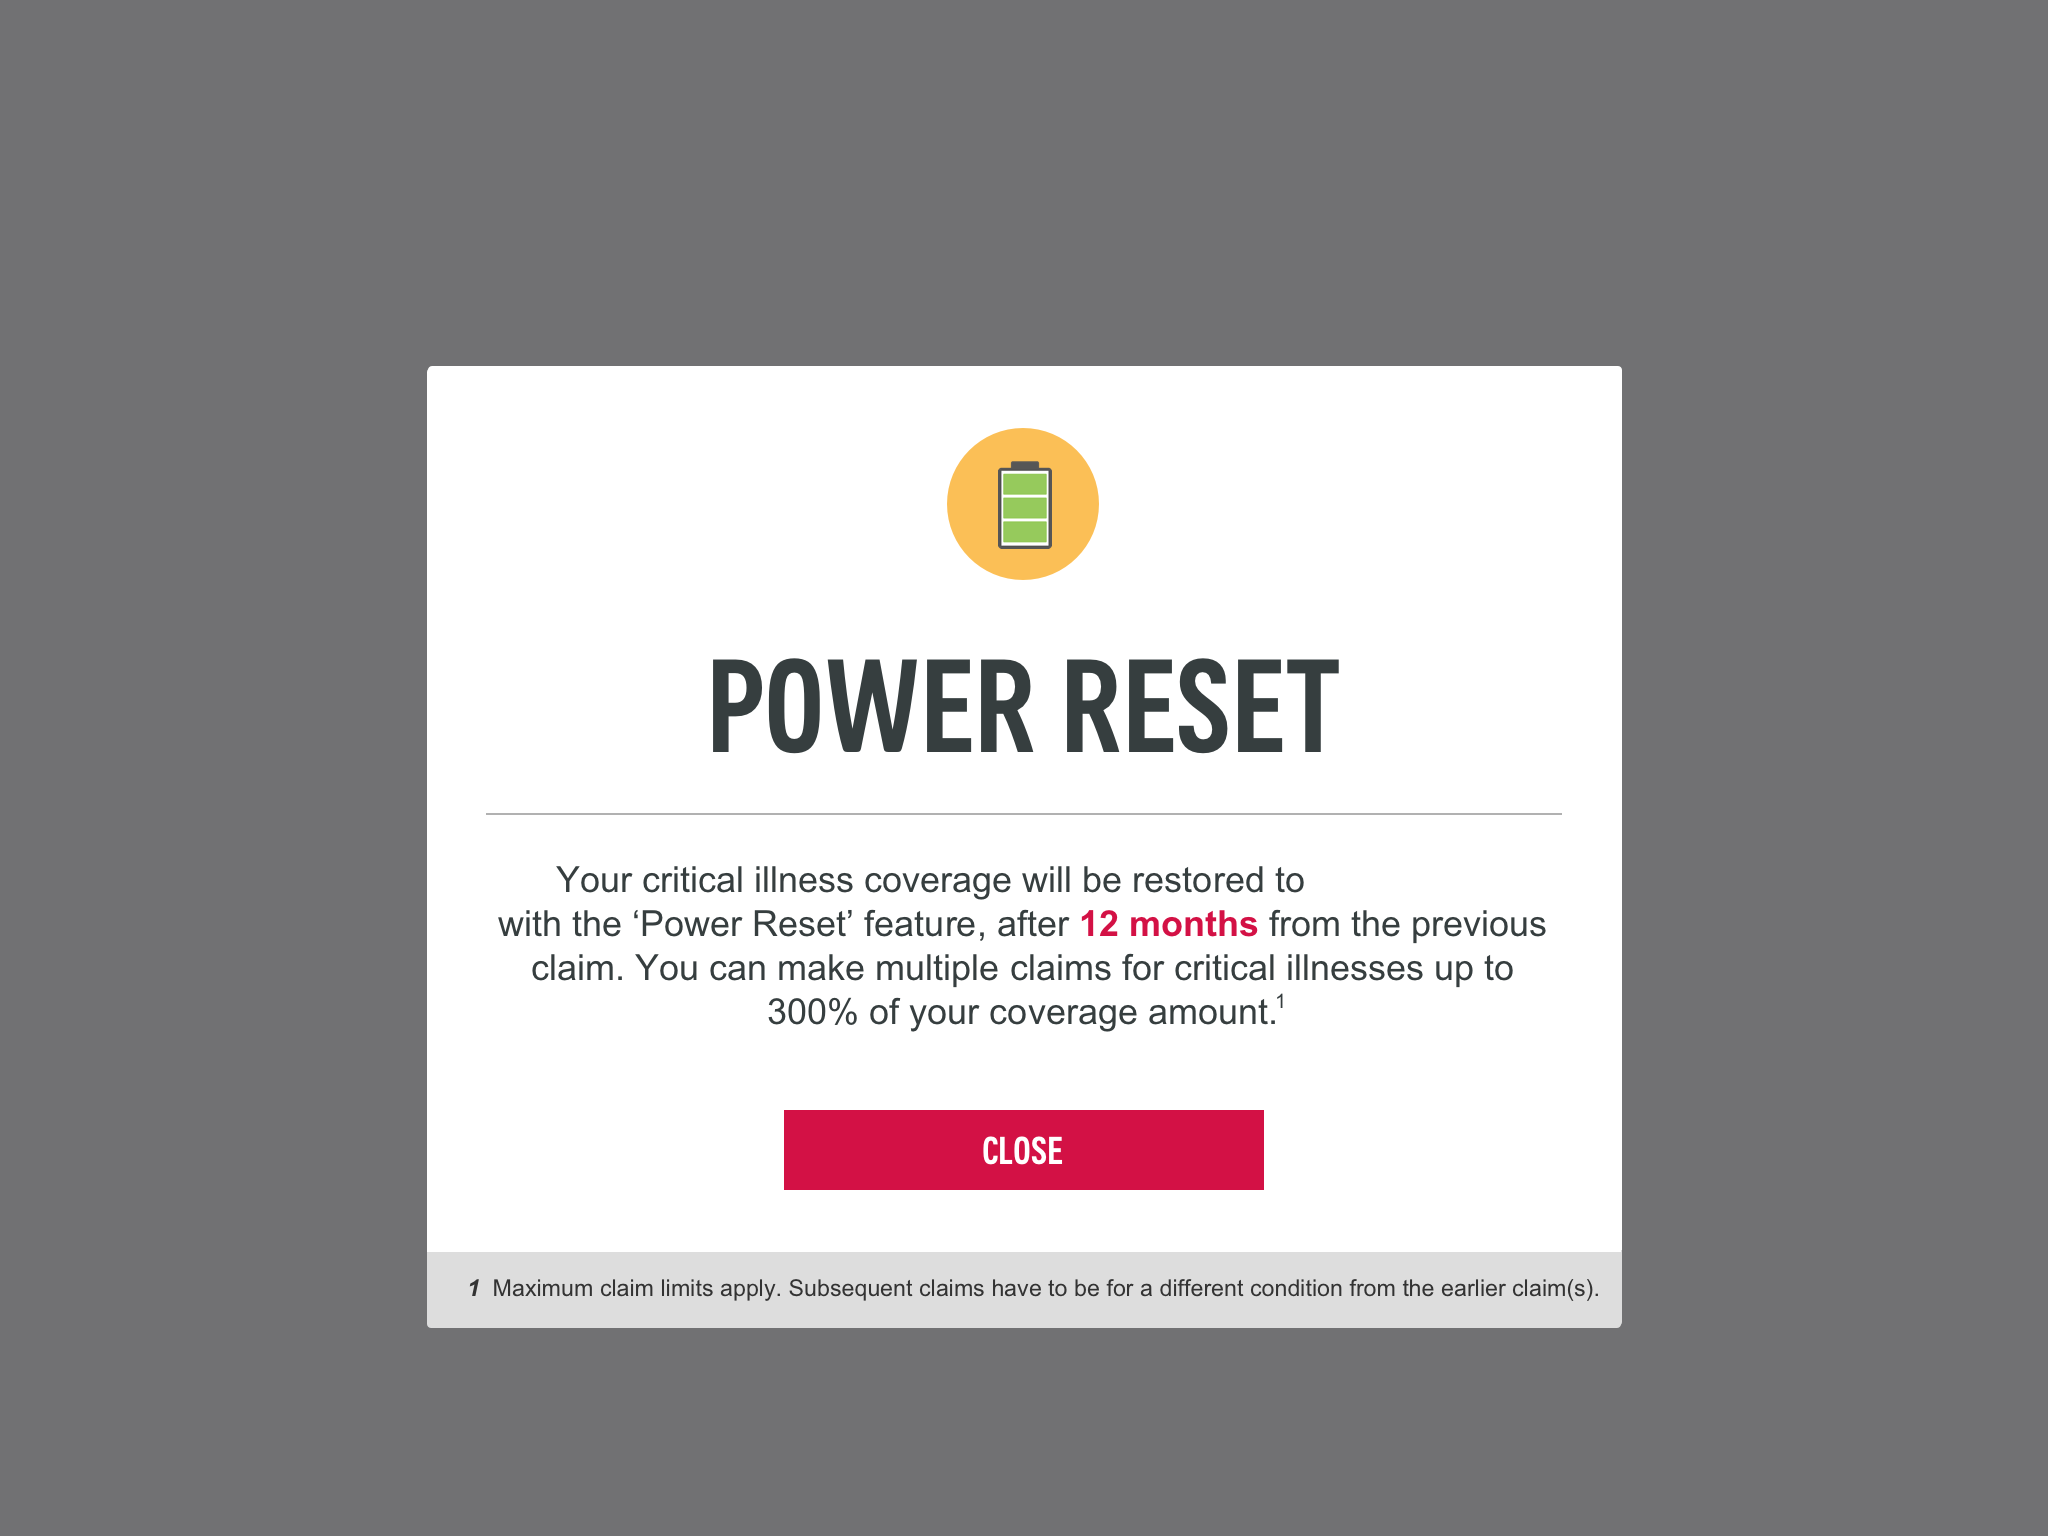 POWER RESET
Your critical illness coverage will be restored to
with the ‘Power Reset’ feature, after 12 months from the previous
claim. You can make multiple claims for critical illnesses up to
300% of your coverage amount.1
CLOSE
1 Maximum claim limits apply. Subsequent claims have to be for a different condition from the earlier claim(s).